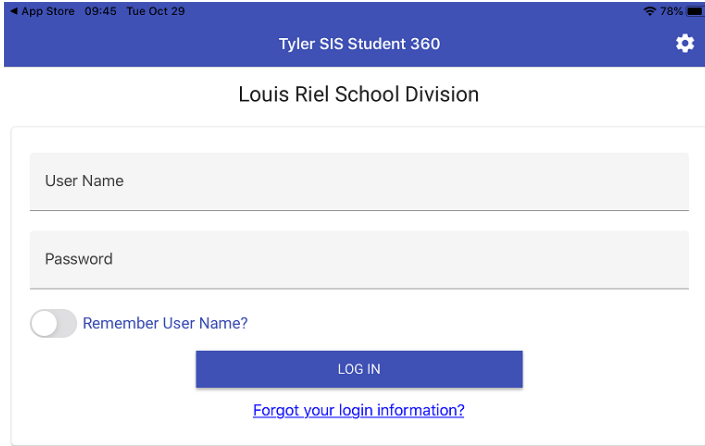 ◀ App Store 09:45 Tue Oct 29 78%
Tyler SIS Student 360
Louis Riel School Division
User Name
Password
Remember User Name?
LOG IN
Forgot your login information?